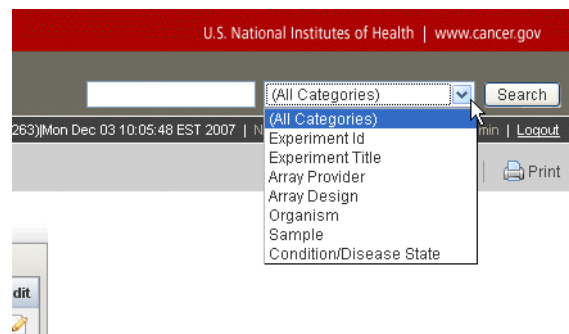 U.S. National Institutes of Health | www.cancer.gov
(All Categories) Search
263)|Mon Dec 03 10:05:48 EST 2007 | N min | Logout
(All Categories)
Experiment Id
Experiment Title
Array Provider
Array Design
Organism
Sample
Condition/Disease State
Print
dit